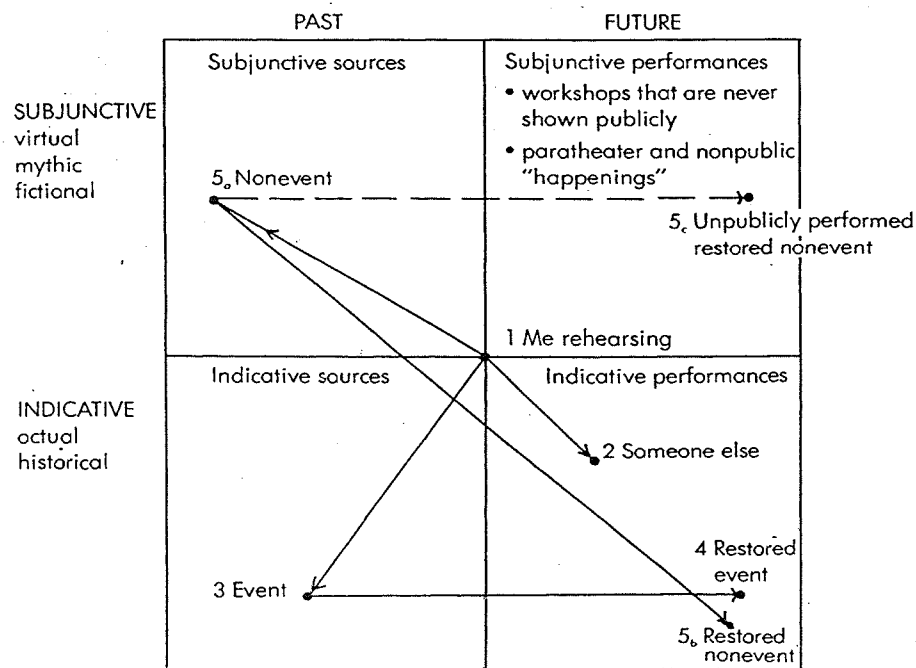 PAST
FUTURE
SUBJUNCTIVE
virtual
mythic
fictional
Subjunctive sources
Subjunctive performances
• workshops that are never
shown publicly
• paratheater and nonpublic
"happenings"
5a Nonevent
5c Unpublicly performed
restored nonevent
1 Me rehearsing
INDICATIVE
octual
historical
Indicative sources
Indicative performances
2 Someone else
3 Event
4 Restored
event
5b Restored
nonevent